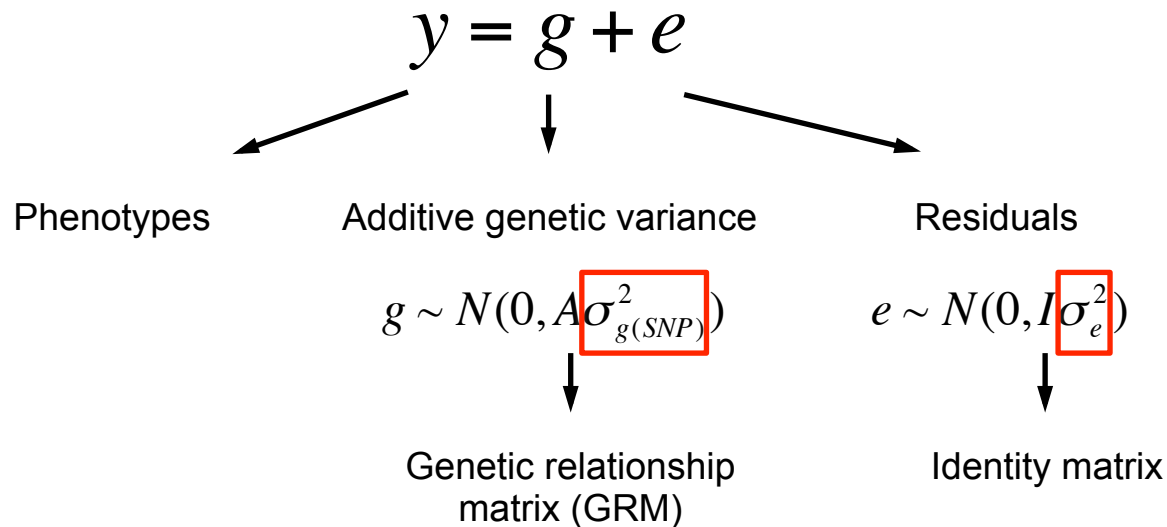 y = g + e
Phenotypes Additive genetic variance Residuals
g ~ N(0, Aσ²g(SNP)) e ~ N(0, Iσ²e)
Genetic relationship Identity matrix
matrix (GRM)